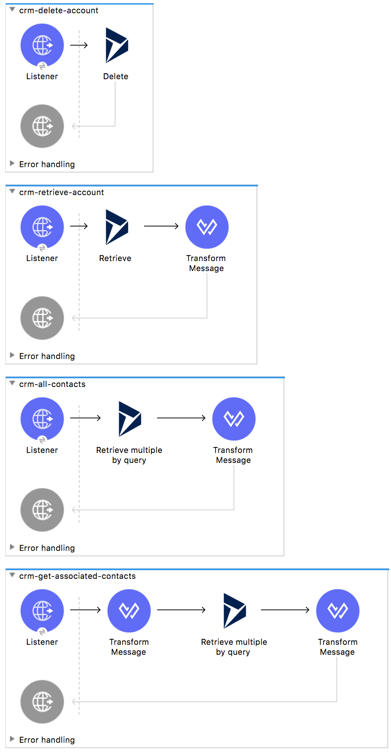 crm-delete-account
Listener
Delete
Error handling
crm-retrieve-account
Listener
Retrieve
Transform
Message
Error handling
crm-all-contacts
Listener
Retrieve multiple
by query
Transform
Message
Error handling
crm-get-associated-contacts
Listener
Transform
Message
Retrieve multiple
by query
Transform
Message
Error handling